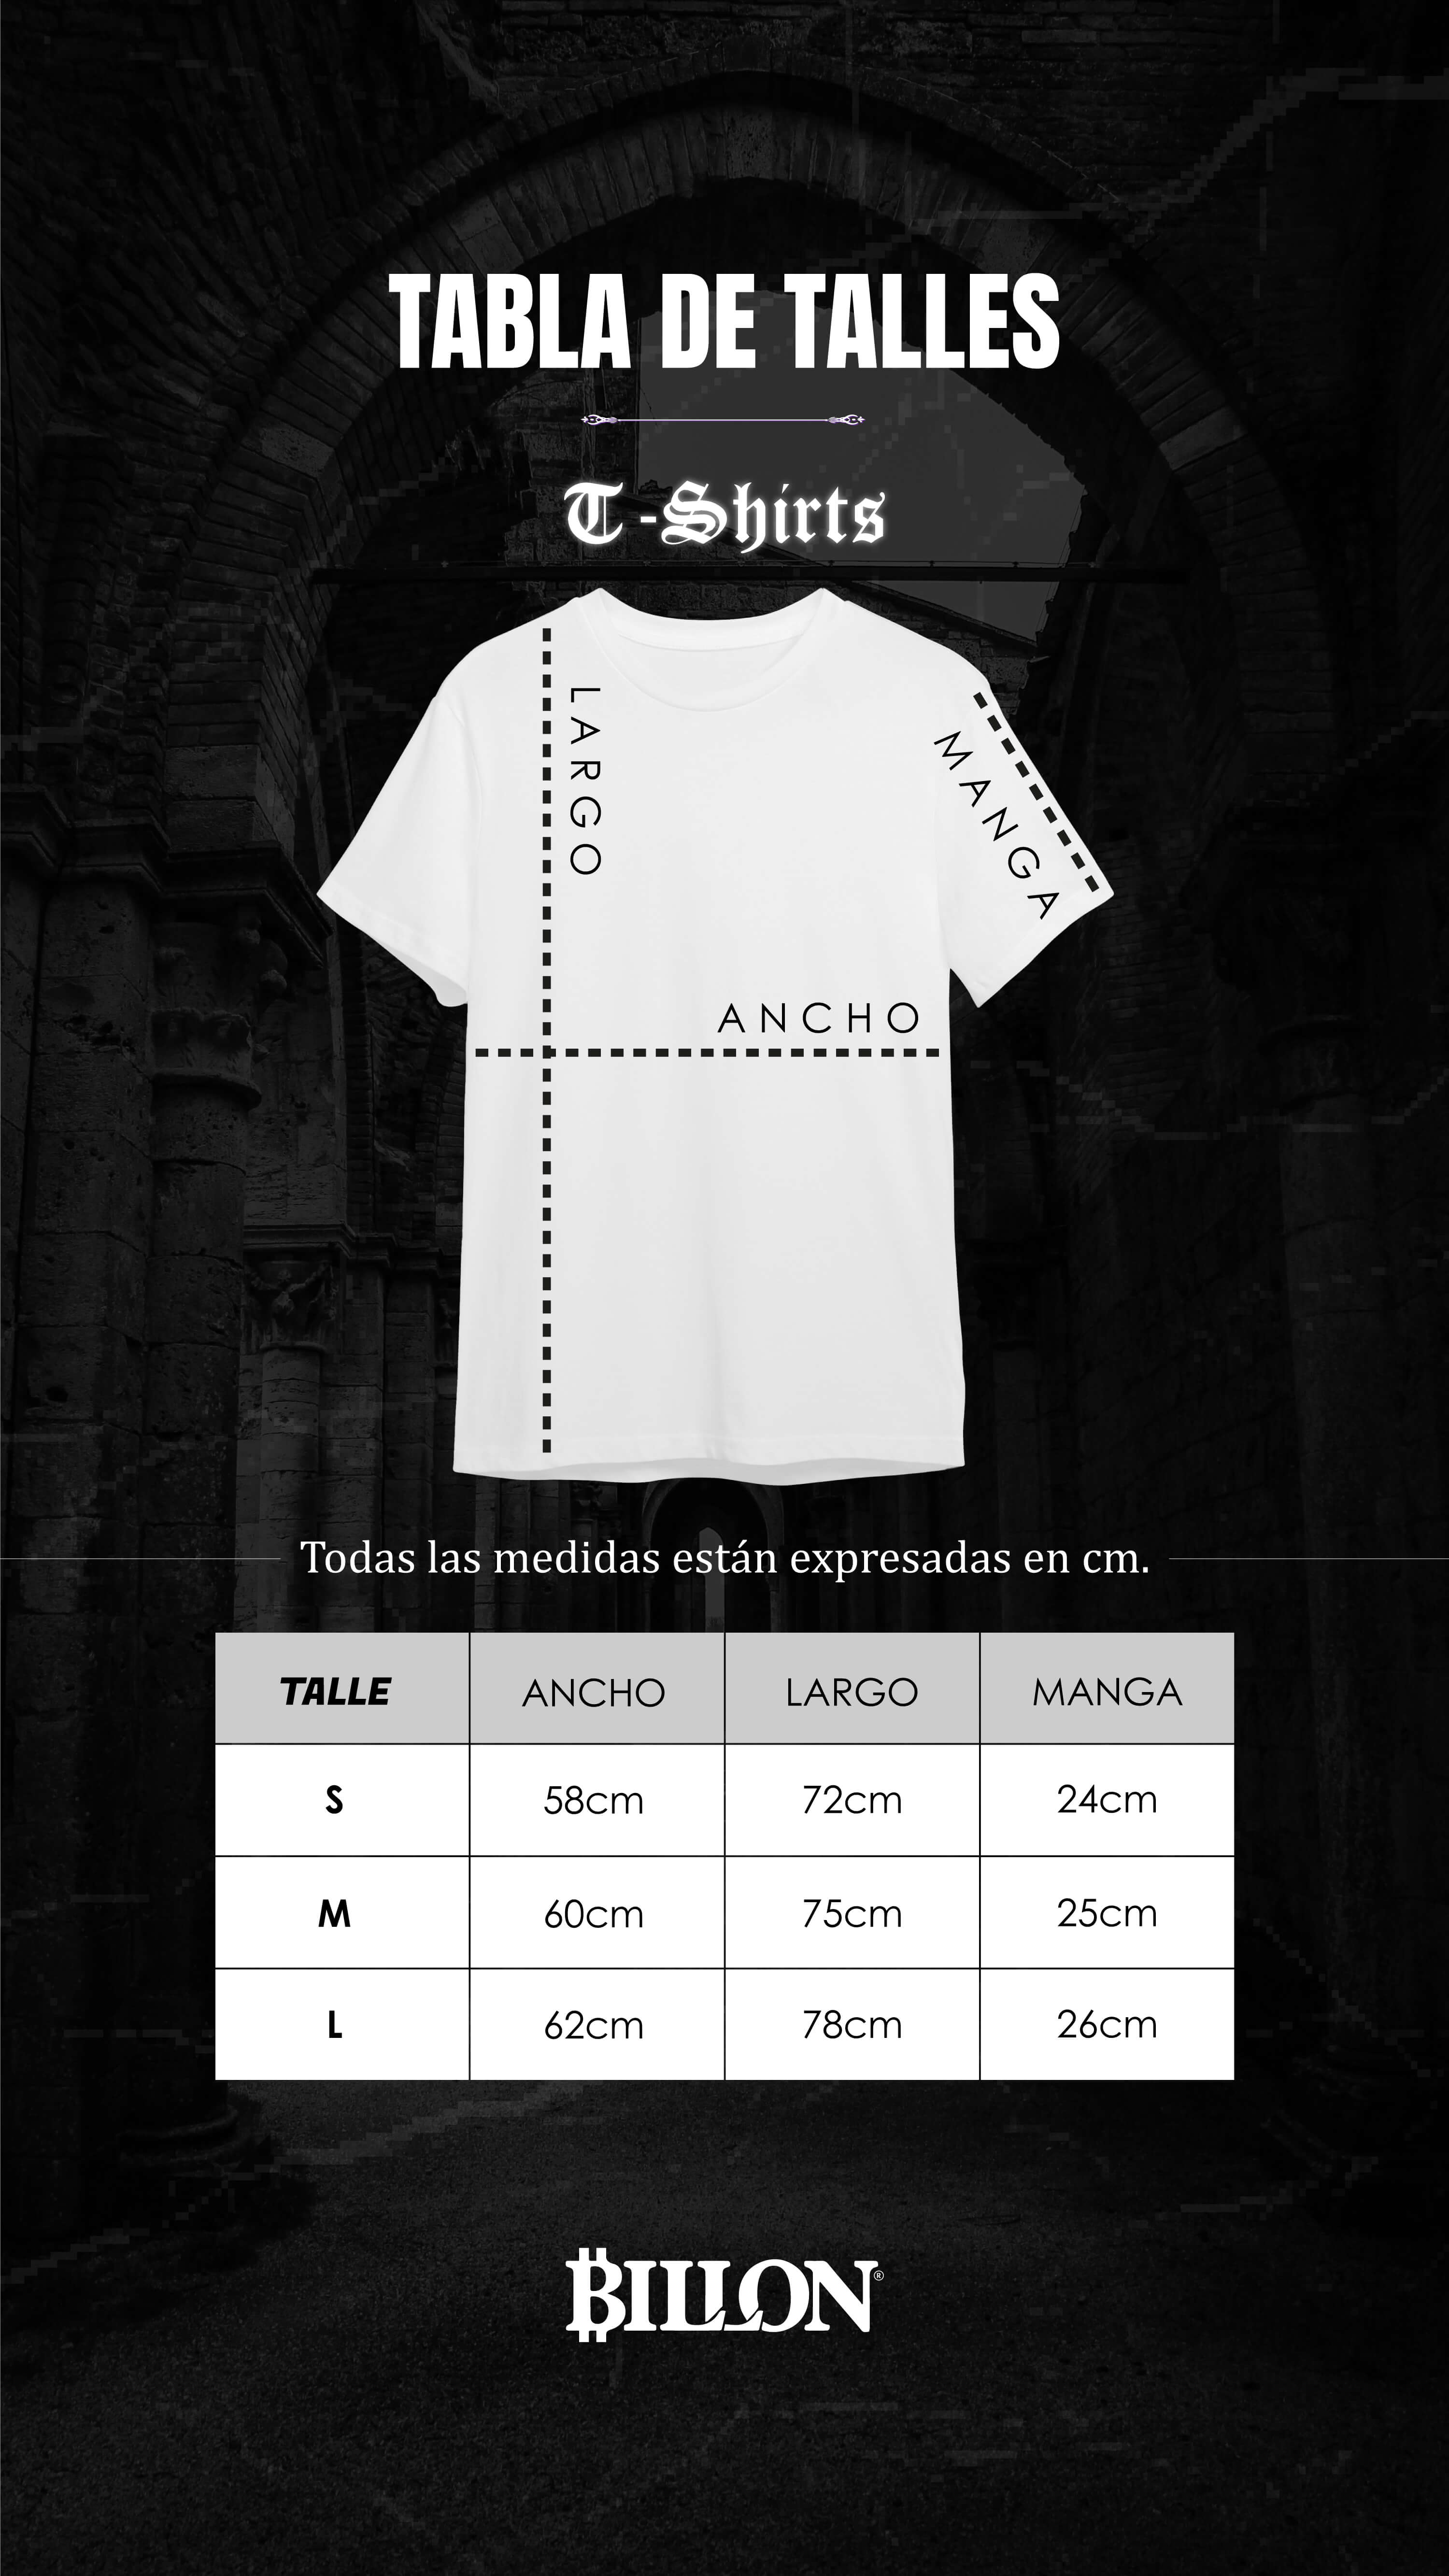 TABLA DE TALLES
T-Shirts
LARGO
MANGA
ANCHO
Todas las medidas están expresadas en cm.
TALLE ANCHO LARGO MANGA
S 58cm 72cm 24cm
M 60cm 75cm 25cm
L 62cm 78cm 26cm
BILLON®